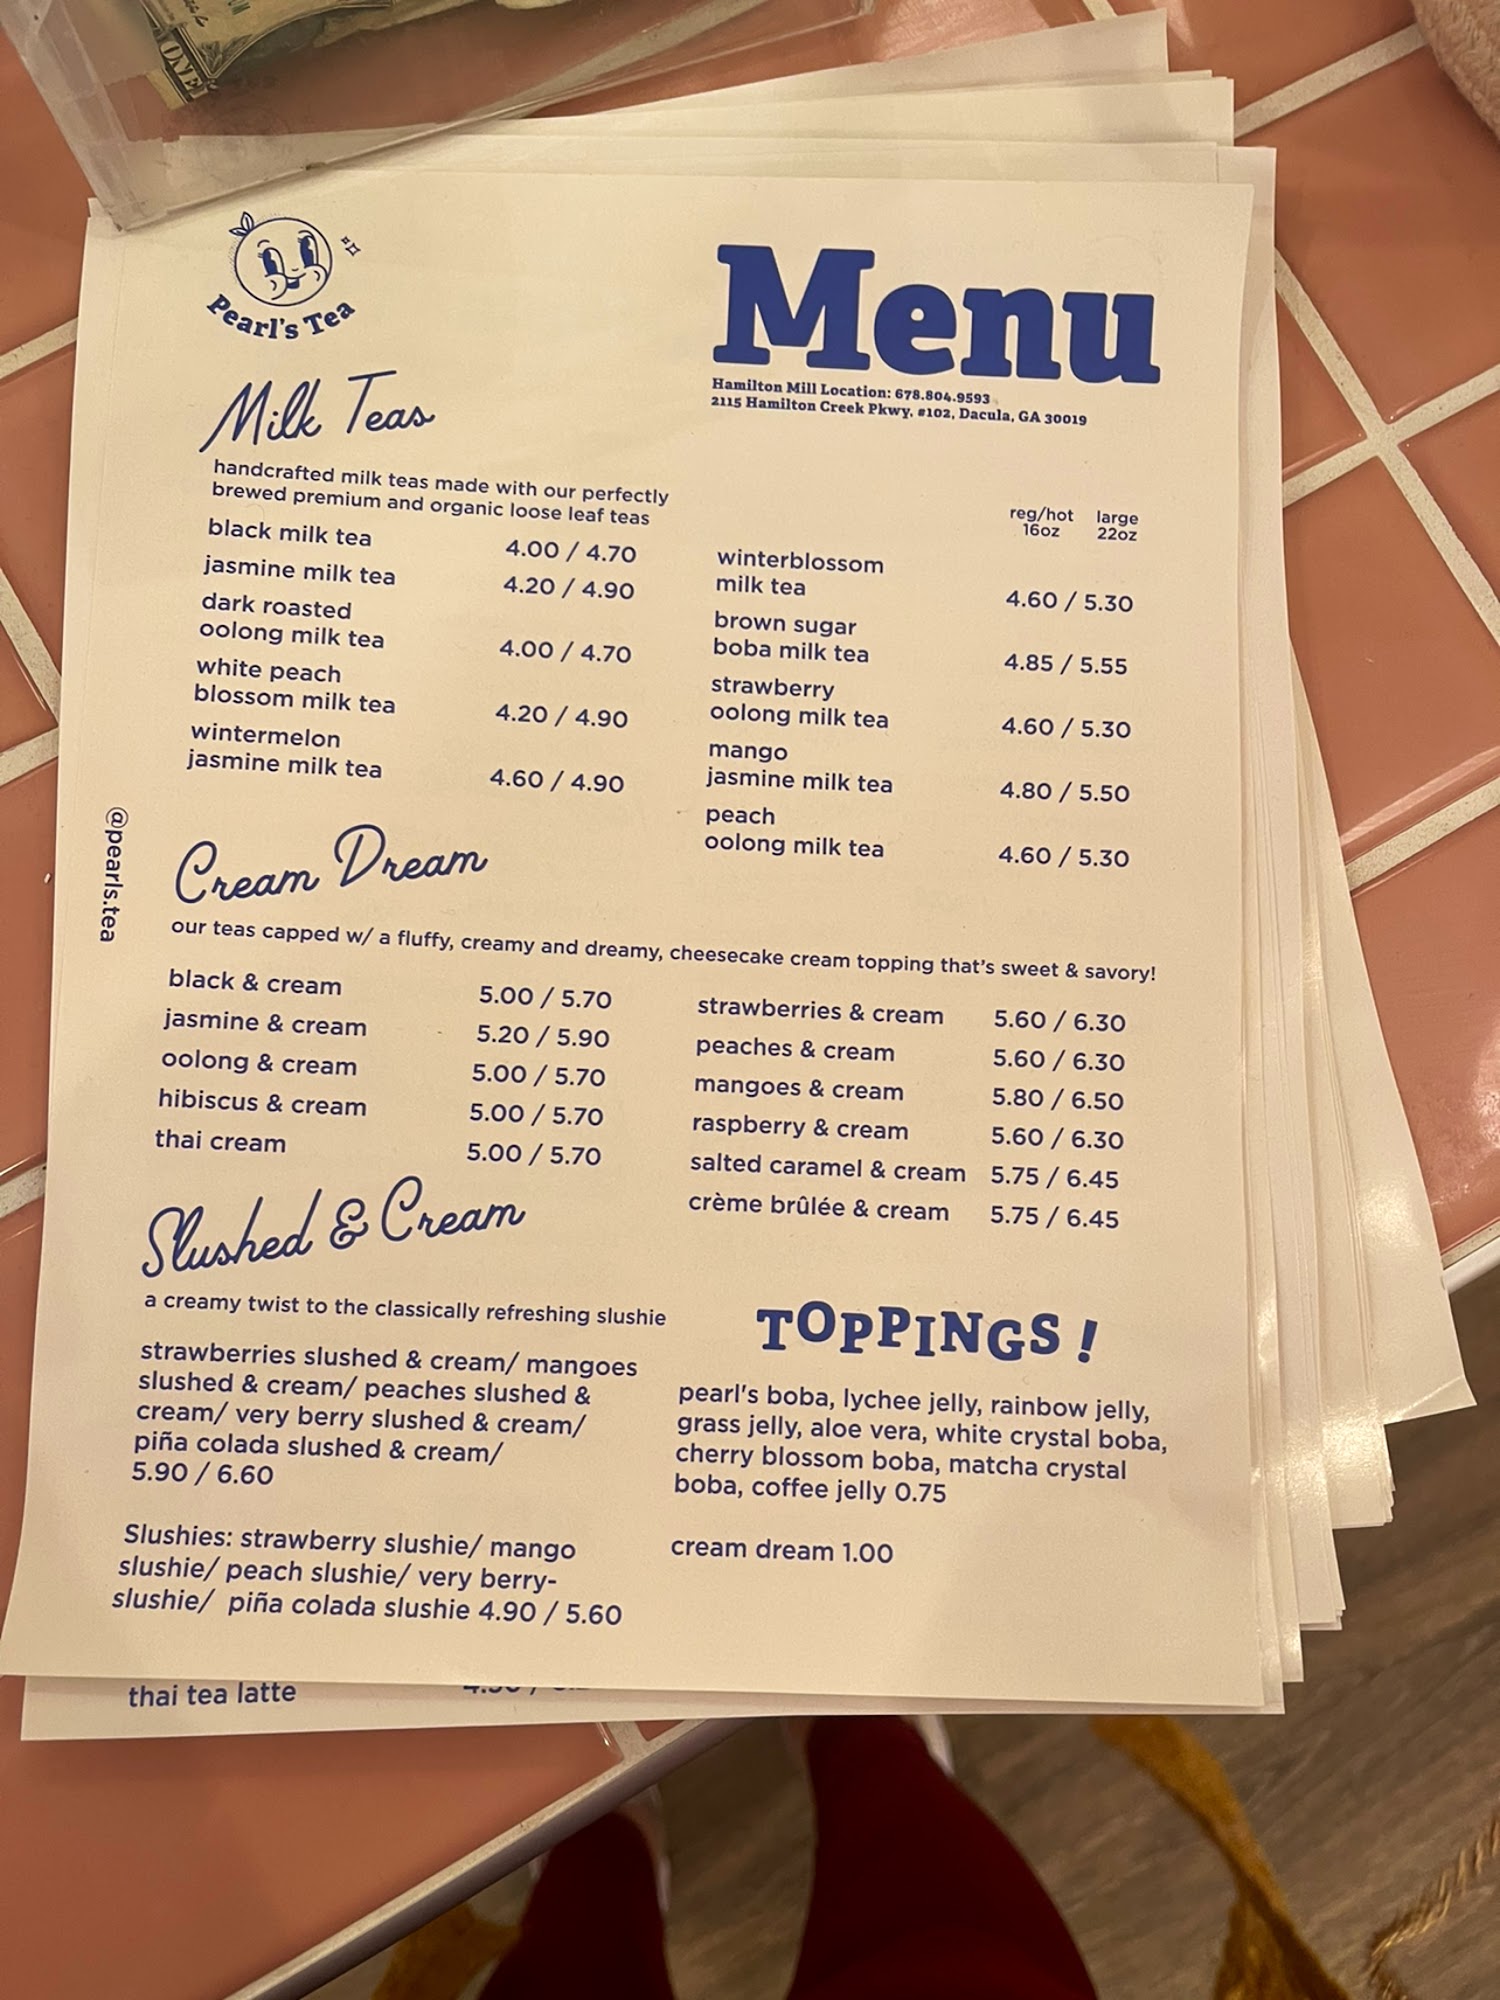 ONE
Pearl's Tea
Menu
Hamilton Mill Location: 678.804.9593
2115 Hamilton Creek Pkwy, #102, Dacula, GA 30019
Milk Teas
handcrafted milk teas made with our perfectly
brewed premium and organic loose leaf teas
black milk tea 4.00 / 4.70
jasmine milk tea 4.20 / 4.90
dark roasted
oolong milk tea 4.00 / 4.70
white peach
blossom milk tea 4.20 / 4.90
wintermelon
jasmine milk tea 4.60 / 4.90
reg/hot large
16oz 22oz
winterblossom
milk tea 4.60 / 5.30
brown sugar
boba milk tea 4.85 / 5.55
strawberry
oolong milk tea 4.60 / 5.30
mango
jasmine milk tea 4.80 / 5.50
peach
oolong milk tea 4.60 / 5.30
@pearls.tea
Cream Dream
our teas capped w/ a fluffy, creamy and dreamy, cheesecake cream topping that's sweet & savory!
black & cream 5.00 / 5.70
jasmine & cream 5.20 / 5.90
oolong & cream 5.00 / 5.70
hibiscus & cream 5.00 / 5.70
thai cream 5.00 / 5.70
strawberries & cream 5.60 / 6.30
peaches & cream 5.60 / 6.30
mangoes & cream 5.80 / 6.50
raspberry & cream 5.60 / 6.30
salted caramel & cream 5.75 / 6.45
crème brûlée & cream 5.75 / 6.45
Slushed & Cream
a creamy twist to the classically refreshing slushie
strawberries slushed & cream/ mangoes
slushed & cream/ peaches slushed &
cream/ very berry slushed & cream/
piña colada slushed & cream/
5.90 / 6.60
Slushies: strawberry slushie/ mango
slushie/ peach slushie/ very berry-
slushie/ piña colada slushie 4.90 / 5.60
TOPPINGS!
pearl's boba, lychee jelly, rainbow jelly,
grass jelly, aloe vera, white crystal boba,
cherry blossom boba, matcha crystal
boba, coffee jelly 0.75
cream dream 1.00
thai tea latte